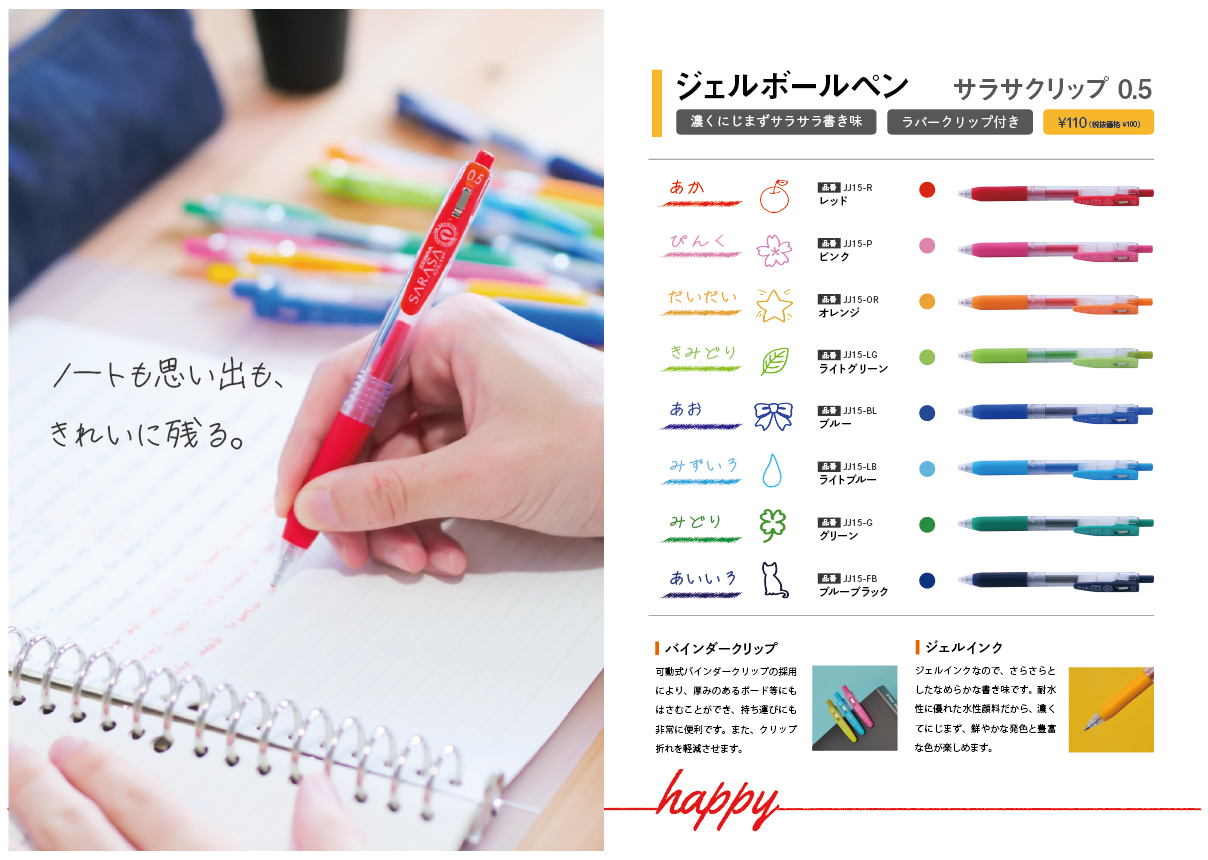 ノートも思い出も、
きれいに残る。
0.5
ZEBRA
SARASA
ジェルボールペン
サラサクリップ 0.5
濃くにじまずサラサラ書き味
ラバークリップ付き
¥110 (税抜価格 ¥100)
あか
品番 JJ15-R
レッド
ぴんく
品番 JJ15-P
ピンク
だいだい
品番 JJ15-OR
オレンジ
きみどり
品番 JJ15-LG
ライトグリーン
あお
品番 JJ15-BL
ブルー
みずいろ
品番 JJ15-LB
ライトブルー
みどり
品番 JJ15-G
グリーン
あいいろ
品番 JJ15-FB
ブルーブラック
バインダークリップ
可動式バインダークリップの採用
により、厚みのあるボード等にも
はさむことができ、持ち運びにも
非常に便利です。また、クリップ
折れを軽減させます。
ジェルインク
ジェルインクなので、さらさらと
したなめらかな書き味です。耐水
性に優れた水性顔料だから、濃く
てにじまず、鮮やかな発色と豊富
な色が楽しめます。
happy